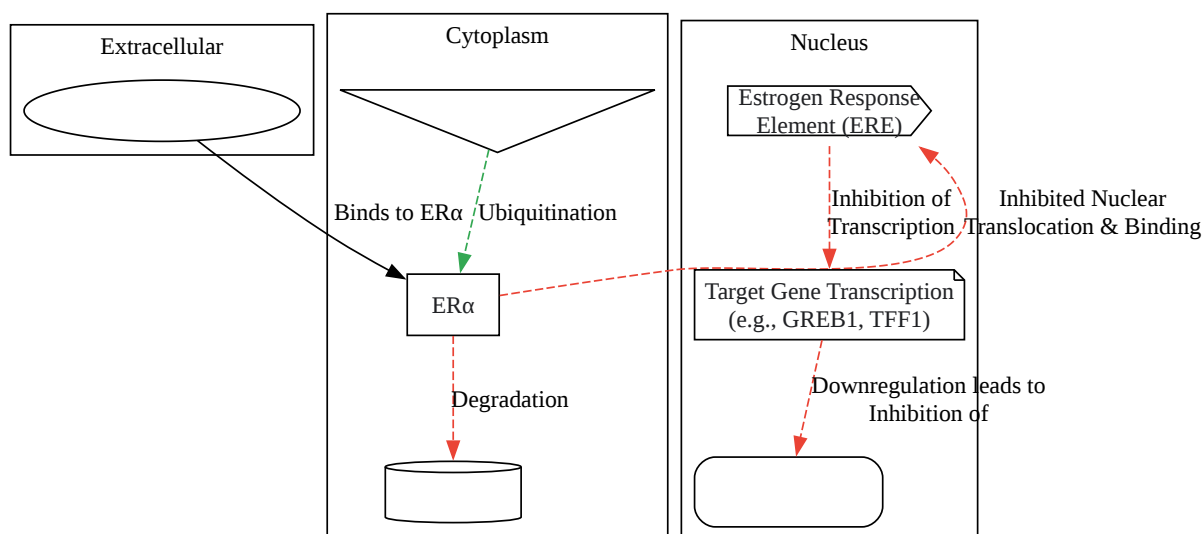 Extracellular
Cytoplasm
Nucleus
Estrogen Response
Element (ERE)
Binds to ERα
Ubiquitination
Inhibition of
Transcription
Inhibited Nuclear
Translocation & Binding
ERα
Target Gene Transcription
(e.g., GREB1, TFF1)
Degradation
Downregulation leads to
Inhibition of